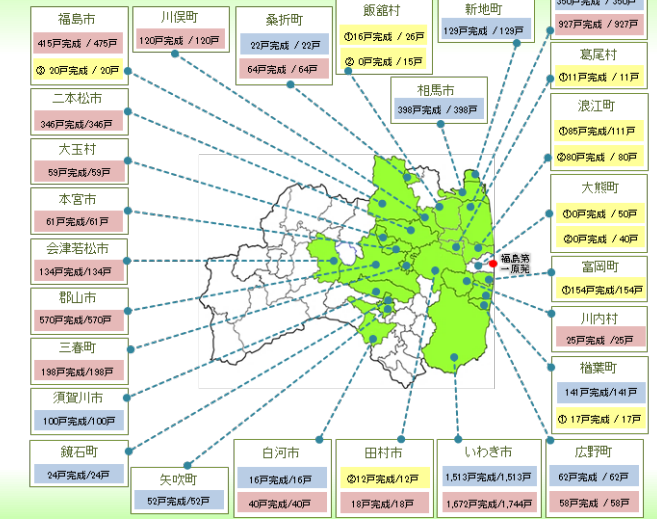 福島市
415戸完成 / 475戸
③ 20戸完成 / 20戸
川俣町
120戸完成 / 120戸
桑折町
22戸完成 / 22戸
64戸完成 / 64戸
飯舘村
①16戸完成 / 26戸
② 0戸完成 / 15戸
新地町
129戸完成 / 129戸
350戸完成 / 350戸
927戸完成 / 927戸
相馬市
398戸完成 / 398戸
葛尾村
①11戸完成 / 11戸
二本松市
346戸完成/346戸
浪江町
①85戸完成/111戸
②80戸完成 / 80戸
大玉村
59戸完成/59戸
本宮市
61戸完成/61戸
大熊町
①0戸完成 / 50戸
②0戸完成 / 40戸
会津若松市
134戸完成/134戸
福島第
一原発
富岡町
①154戸完成/154戸
郡山市
570戸完成/570戸
川内村
25戸完成 /25戸
三春町
198戸完成/198戸
楢葉町
141戸完成/141戸
① 17戸完成 / 17戸
須賀川市
100戸完成/100戸
鏡石町
24戸完成/24戸
矢吹町
52戸完成/52戸
白河市
16戸完成/16戸
40戸完成/40戸
田村市
②12戸完成/12戸
18戸完成/18戸
いわき市
1,513戸完成/1,513戸
1,672戸完成/1,744戸
広野町
62戸完成 / 62戸
58戸完成 / 58戸